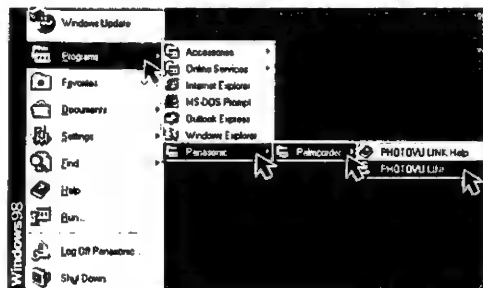 Windows Update
Programs
Favorites
Documents
Settings
Find
Help
Run...
Log Off Panasonic...
Shut Down
Windows98
Accessories
Online Services
Internet Explorer
MS-DOS Prompt
Outlook Express
Windows Explorer
Panasonic
Palmcorder
PHOTOVU LINK Help
PHOTOVU LINK